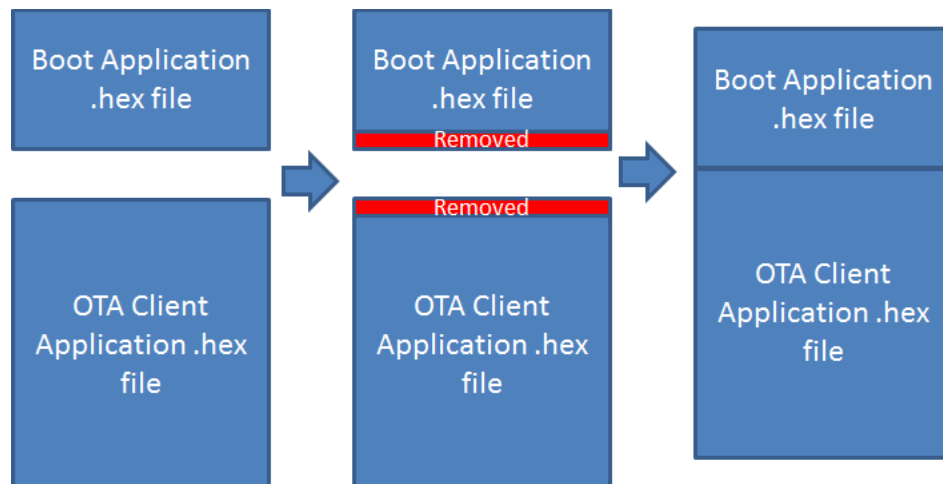 Boot Application
.hex file
OTA Client
Application .hex
file
Boot Application
.hex file
Removed
Removed
OTA Client
Application .hex
file
Boot Application
.hex file
OTA Client
Application .hex
file